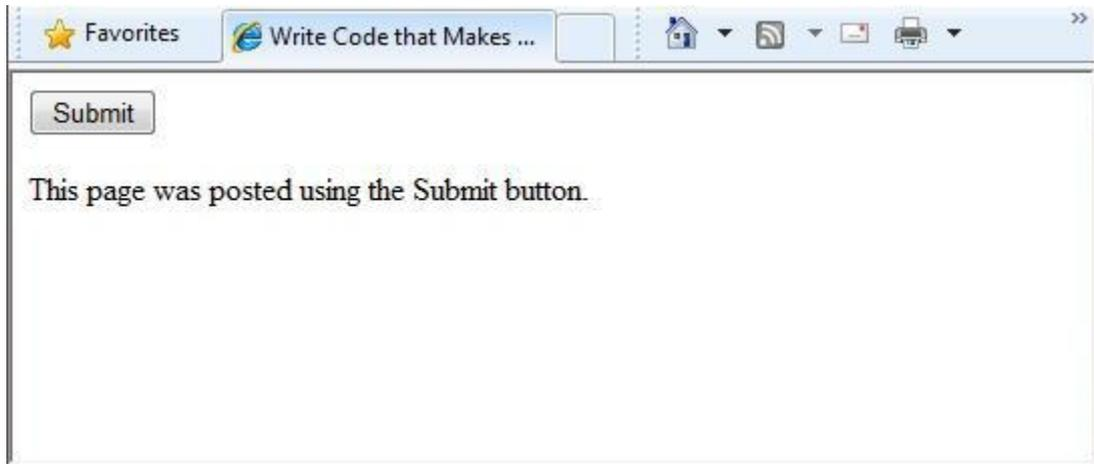 Favorites
Write Code that Makes ...
Submit
This page was posted using the Submit button.